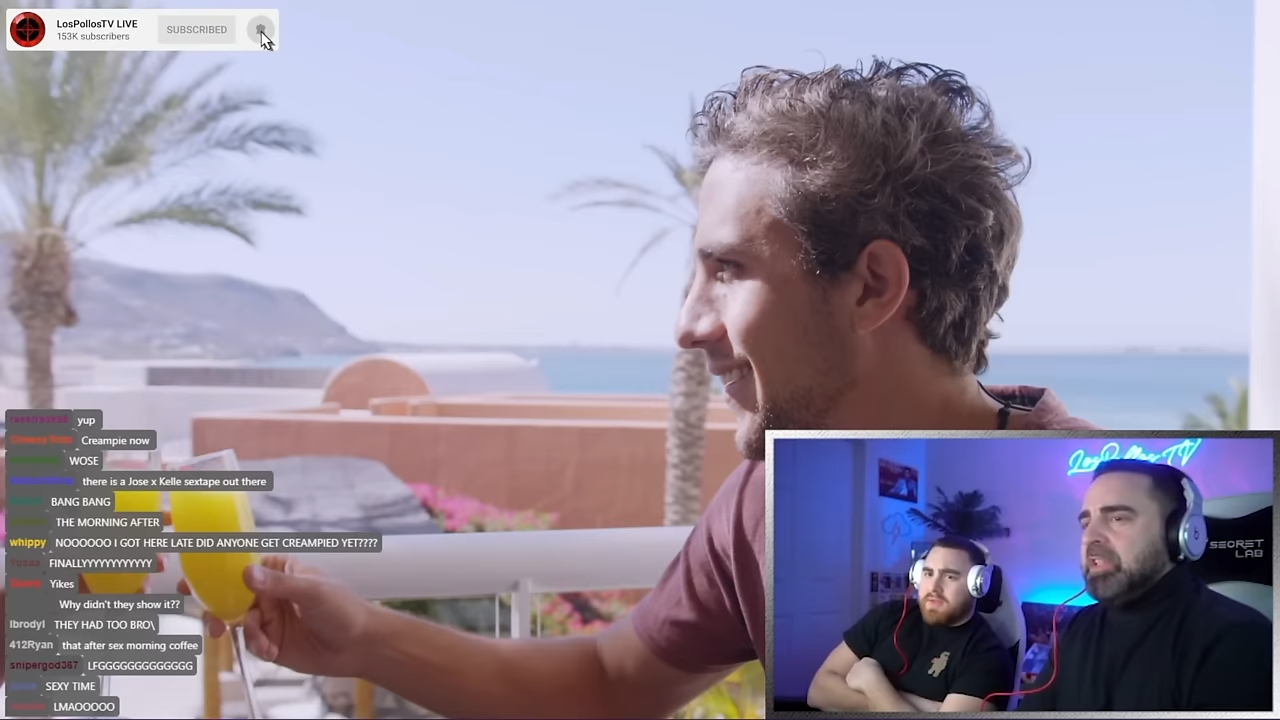 LosPollosTV LIVE
153K subscribers
SUBSCRIBED
yup
Creampie now
WOSE
there is a Jose x Kelle sextape out there
BANG BANG
THE MORNING AFTER
whippy NOOOOOO I GOT HERE LATE DID ANYONE GET CREAMPIED YET????
FINALLYYYYYYYYYYY
Yikes
Why didn't they show it??
lbrodyl THEY HAD TOO BRO\
412Ryan that after sex morning coffee
snipergod367 LFGGGGGGGGGGGGG
SEXY TIME
LMAOOOOO
LosPollosTV
SECRET
LAB